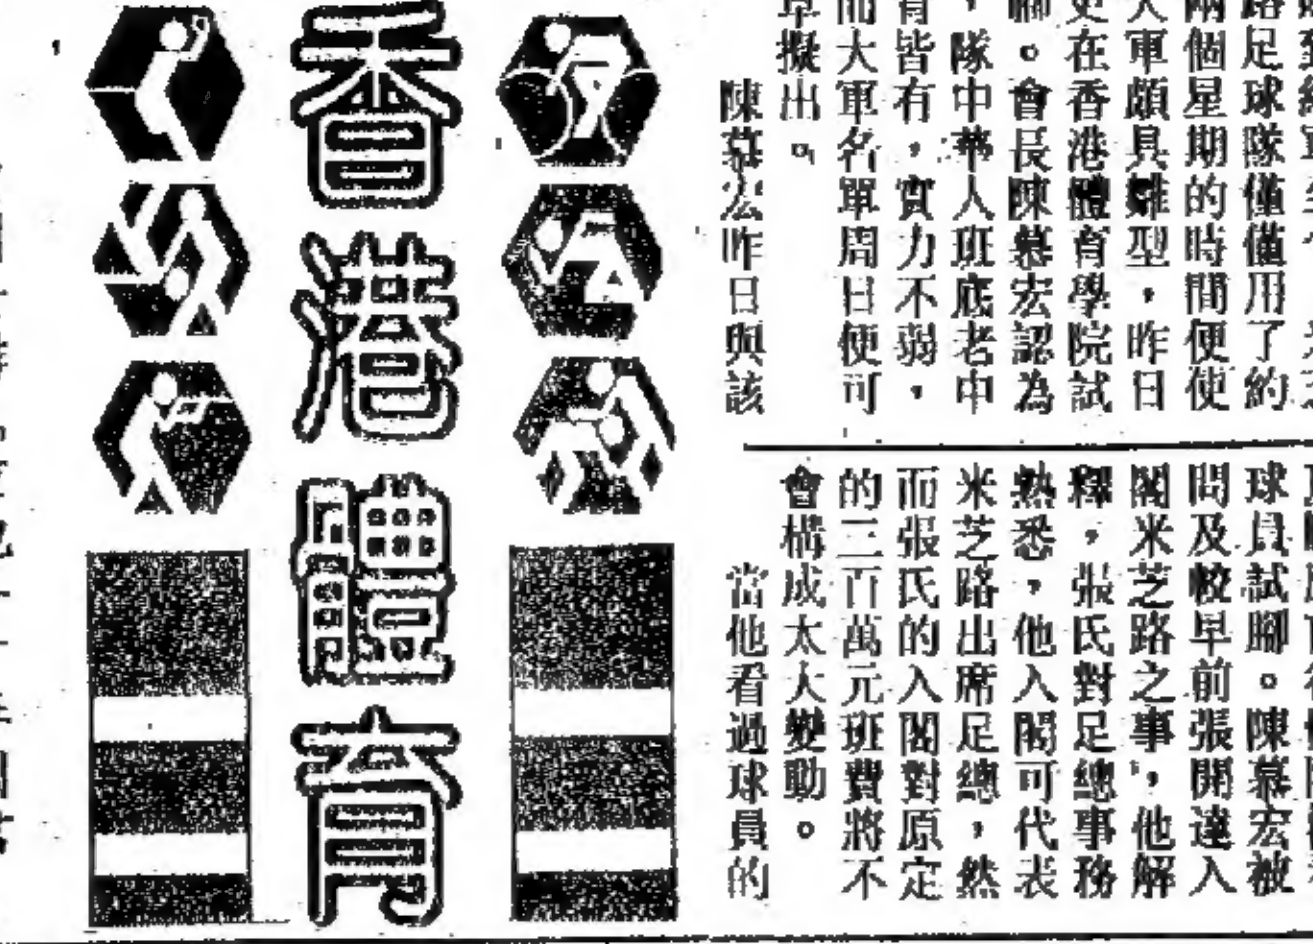 路足球隊僅僅用了約
兩個星期的時間便使
大軍頗具雛型，昨日
更在香港體育學院試
腳。會長陳慕宏認為
，隊中華人班底老中
青皆有，實力不弱，
而大軍名單周日便可
草擬出。
陳慕宏昨日與該
球員試腳。陳慕宏被
問及較早前張開達入
閣米芝路之事，他解
釋，張氏對足總事務
熟悉，他入閣可代表
米芝路出席足總，然
而張氏的入閣對原定
的三百萬元班費將不
會構成太大變動。
當他看過球員的
香港體育